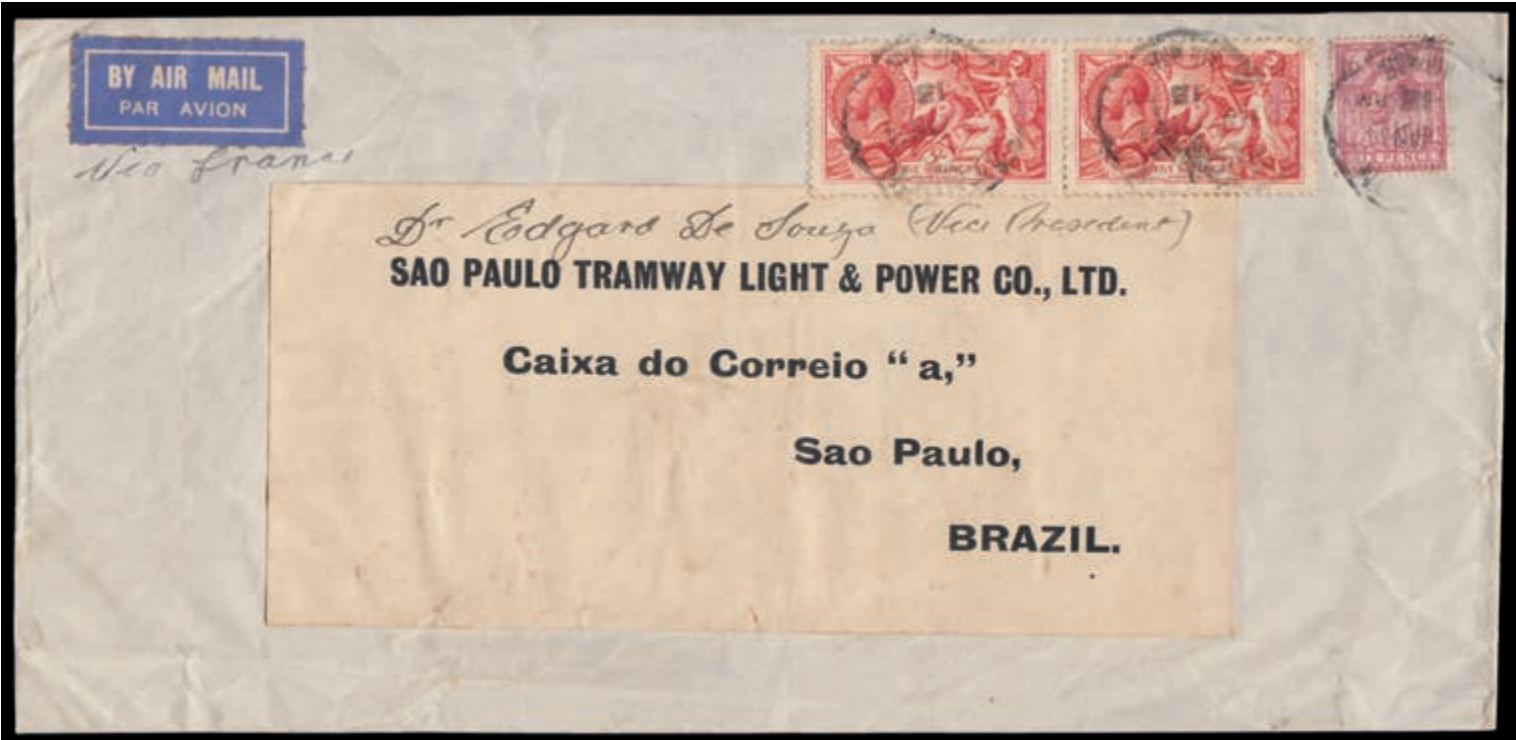 BY AIR MAIL
PAR AVION
Via France
Dr Edgard De Souza (Vice President)
SAO PAULO TRAMWAY LIGHT & POWER CO., LTD.
Caixa do Correio “a,”
Sao Paulo,
BRAZIL.
SIXPENCE